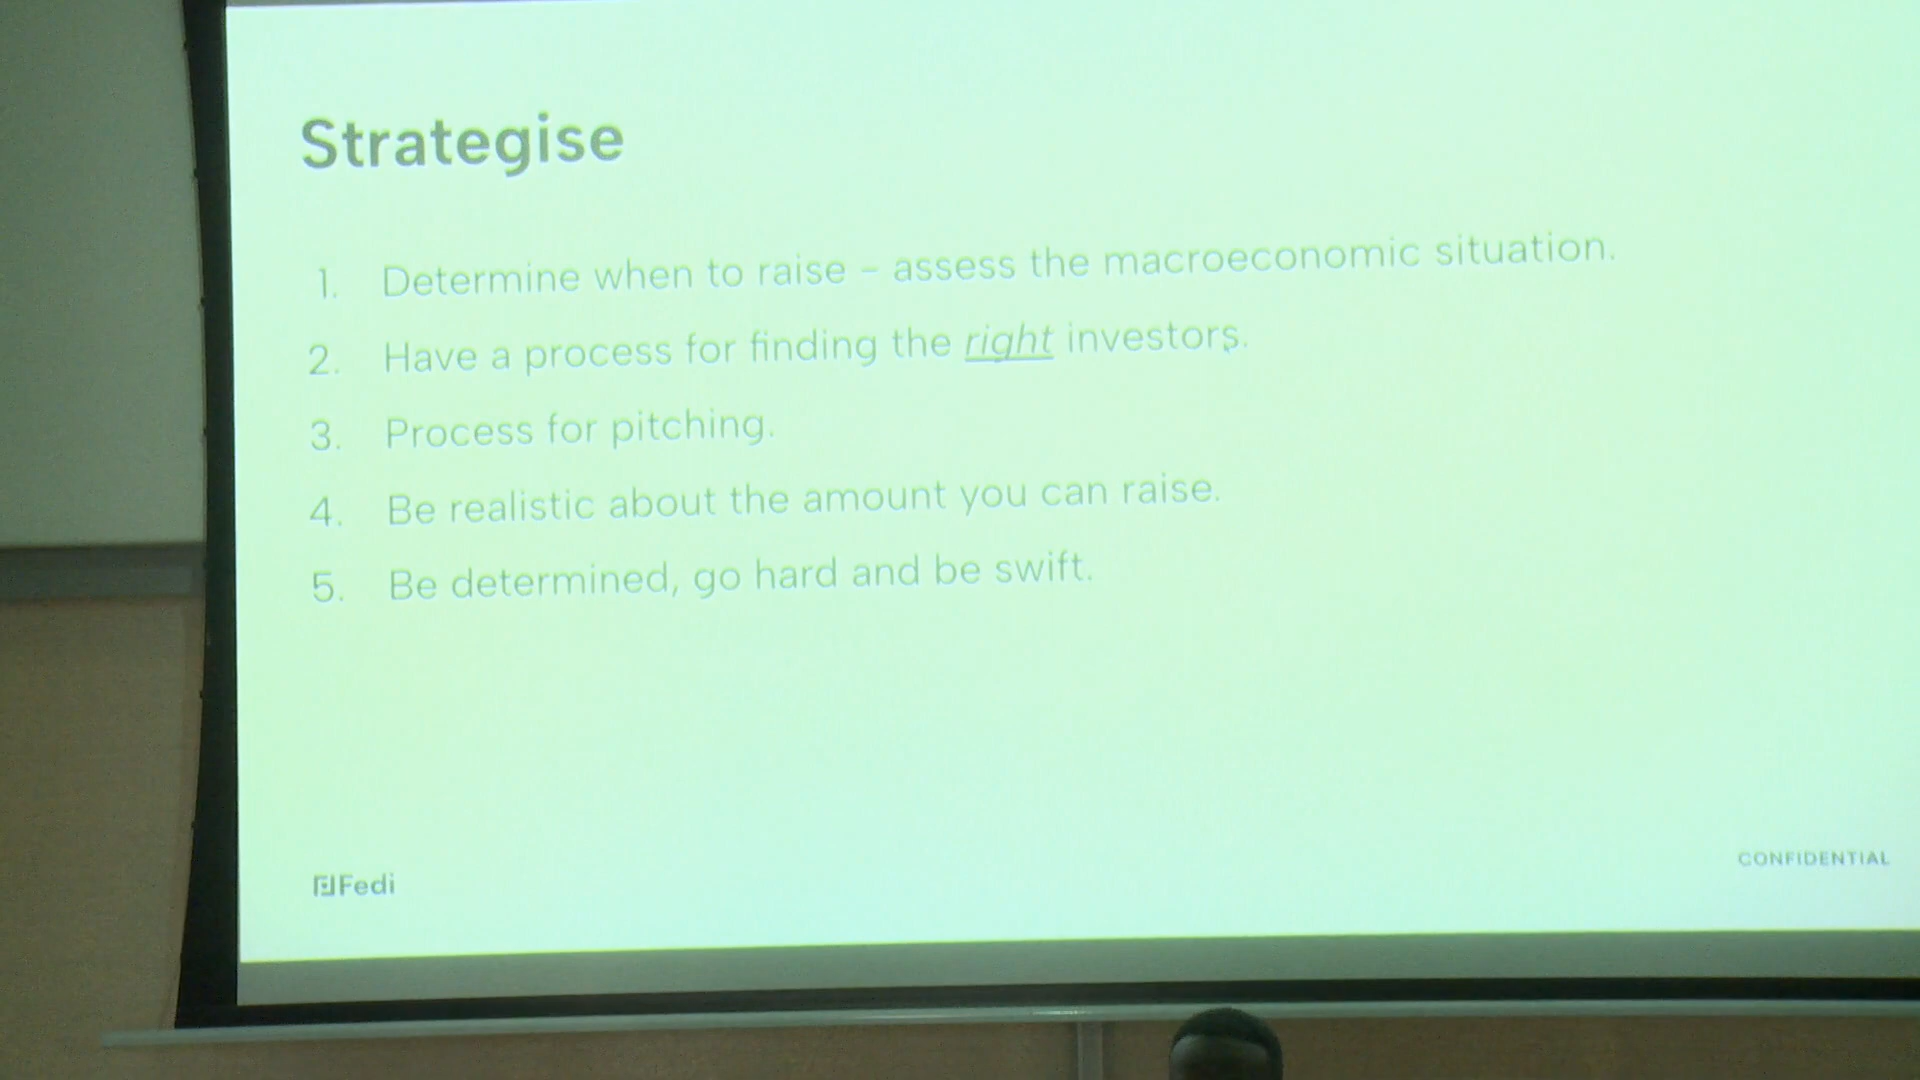 Strategise
1. Determine when to raise – assess the macroeconomic situation.
2. Have a process for finding the right investors.
3. Process for pitching.
4. Be realistic about the amount you can raise.
5. Be determined, go hard and be swift.
Fedi
CONFIDENTIAL